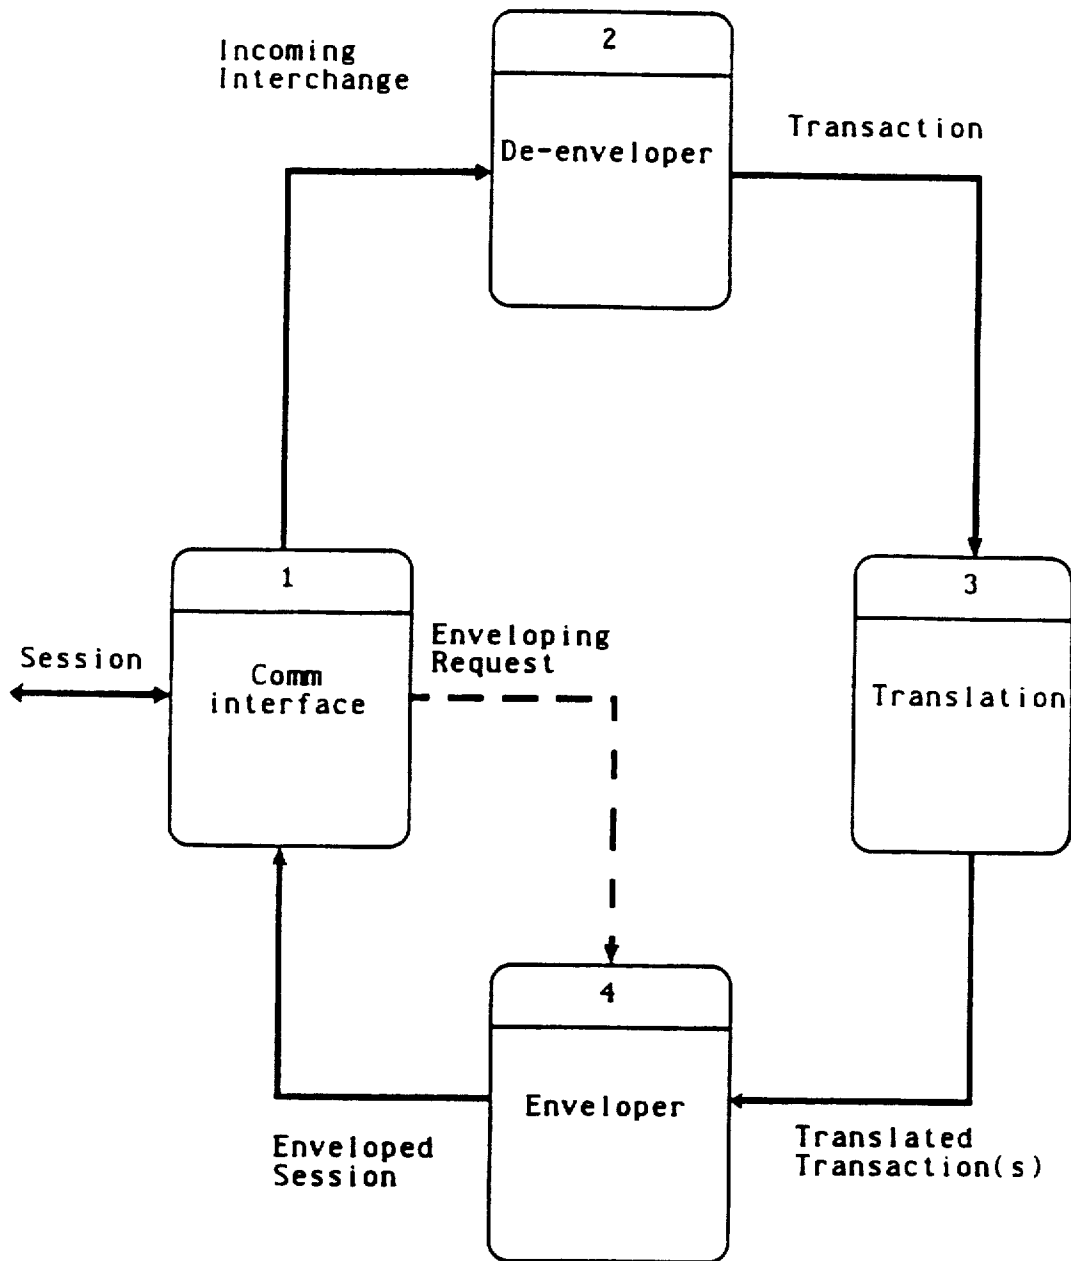 Incoming
Interchange
2
De-enveloper
Transaction
1
Comm
interface
Session
Enveloping
Request
3
Translation
4
Enveloper
Enveloped
Session
Translated
Transaction(s)